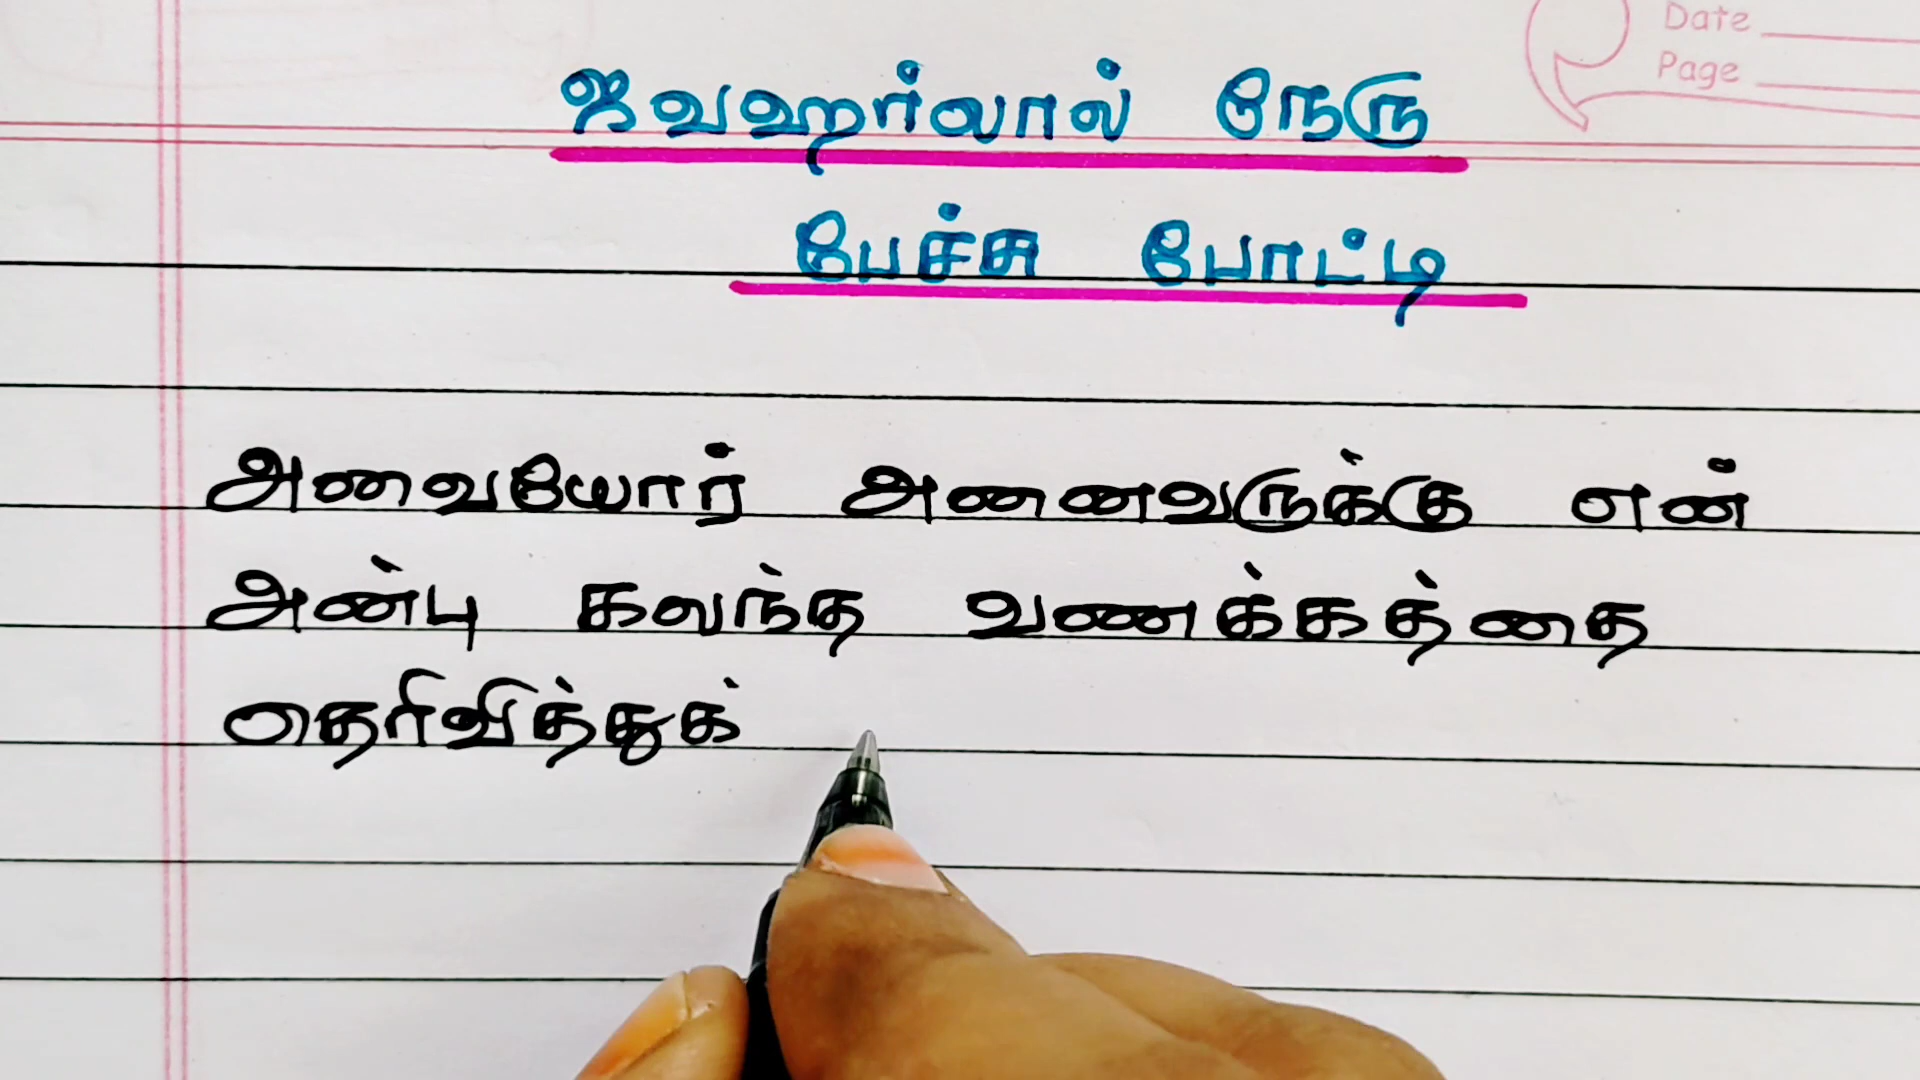 Date
Page
ஜவஹர்லால் நேரு
பேச்சு போட்டி
அவையோர் அனைவருக்கு என்
அன்பு கலந்த வணக்கத்தை
தெரிவித்துக்